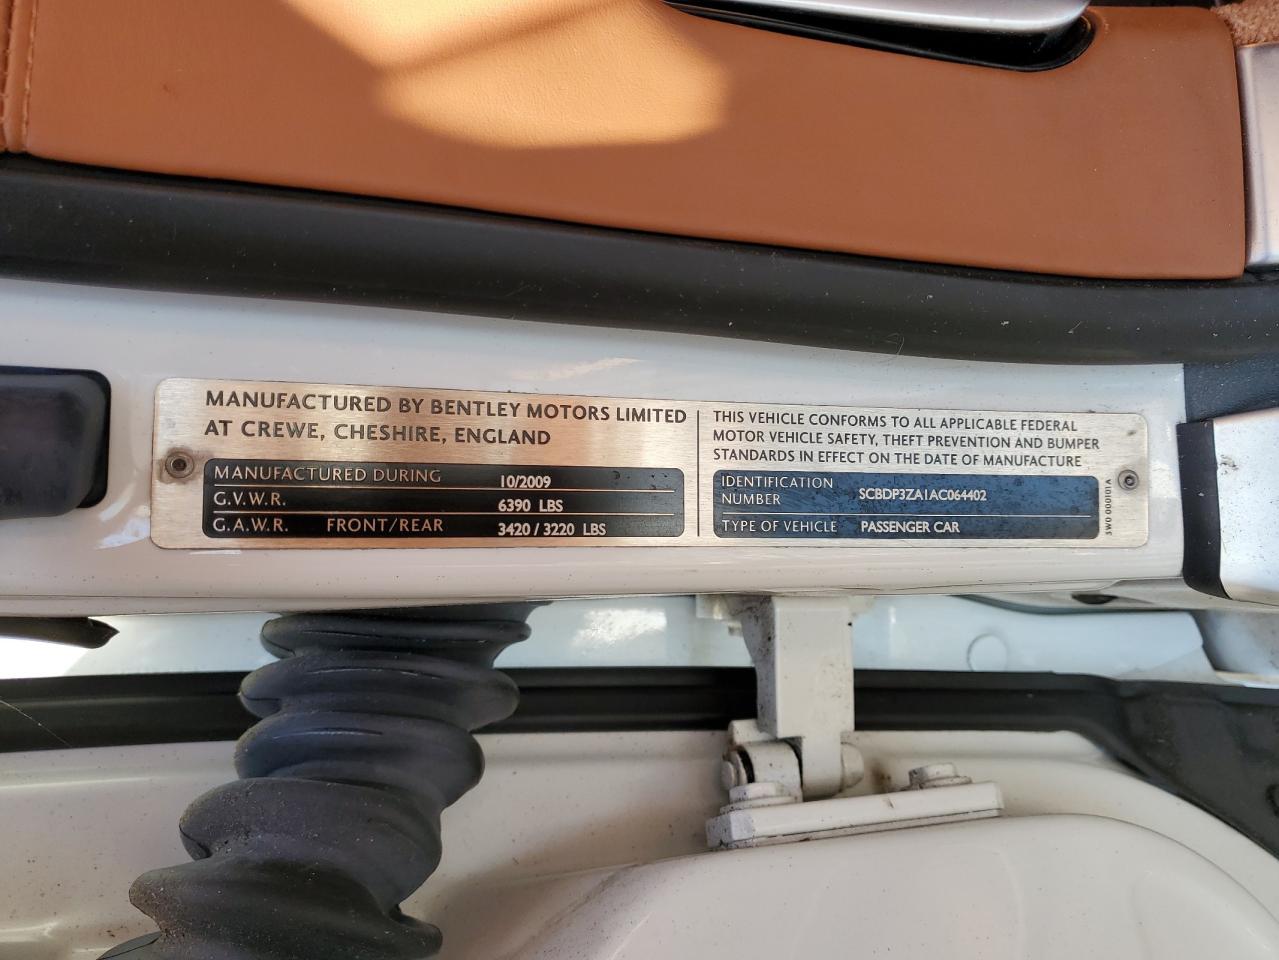 MANUFACTURED BY BENTLEY MOTORS LIMITED
AT CREWE, CHESHIRE, ENGLAND
MANUFACTURED DURING 10/2009
G.V.W.R. 6390 LBS
G.A.W.R. FRONT/REAR 3420 / 3220 LBS
THIS VEHICLE CONFORMS TO ALL APPLICABLE FEDERAL
MOTOR VEHICLE SAFETY, THEFT PREVENTION AND BUMPER
STANDARDS IN EFFECT ON THE DATE OF MANUFACTURE
IDENTIFICATION
NUMBER SCBDP3ZA1AC064402
TYPE OF VEHICLE PASSENGER CAR
3W0 000101A